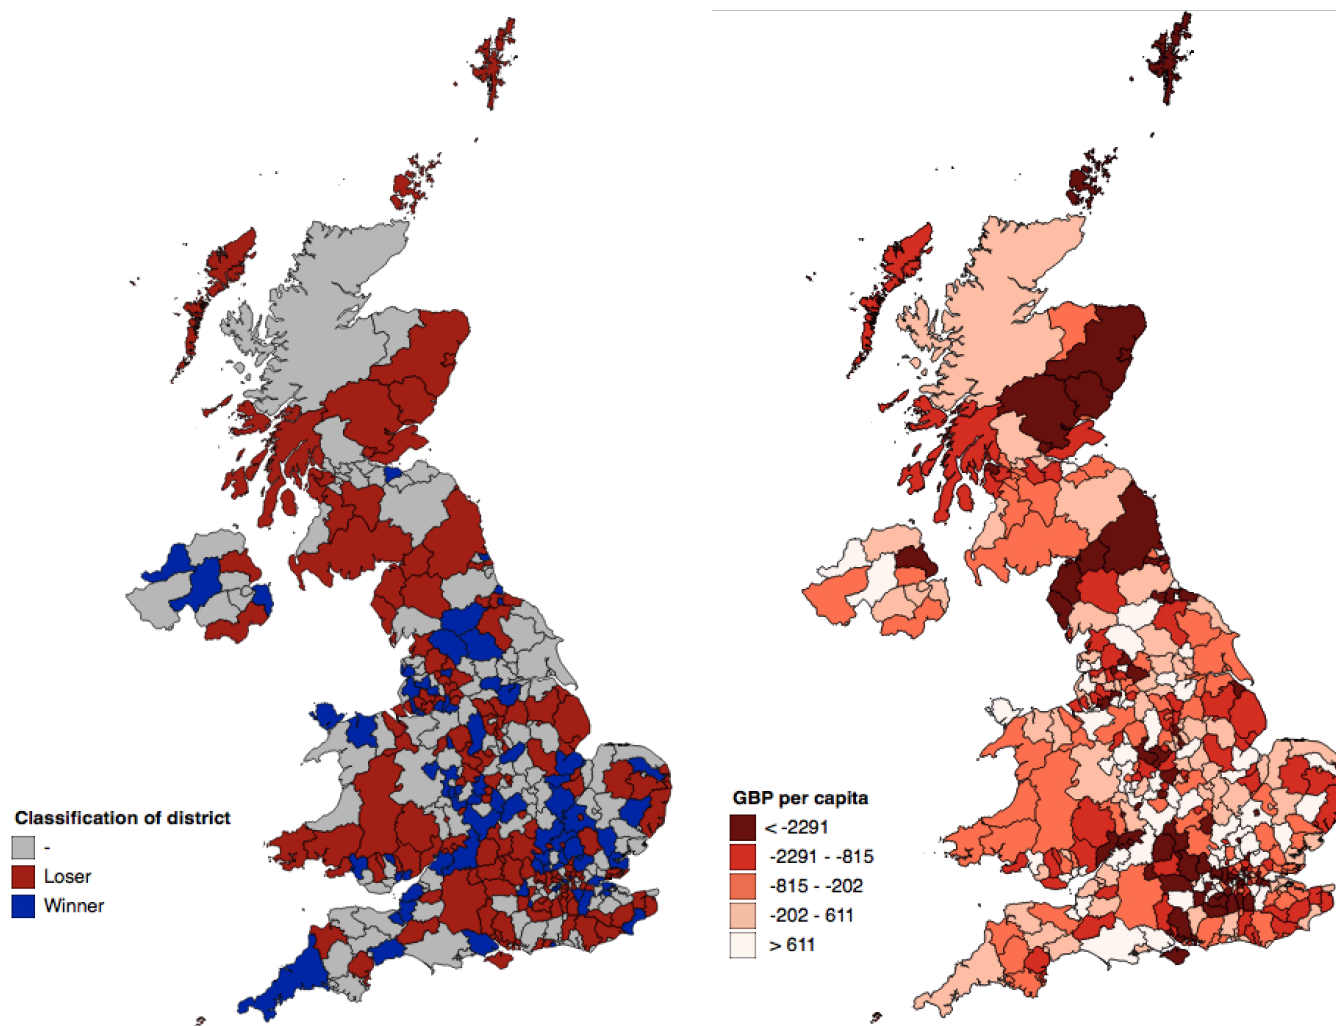 Classification of district
-
Loser
Winner
GBP per capita
< -2291
-2291 - -815
-815 - -202
-202 - 611
> 611